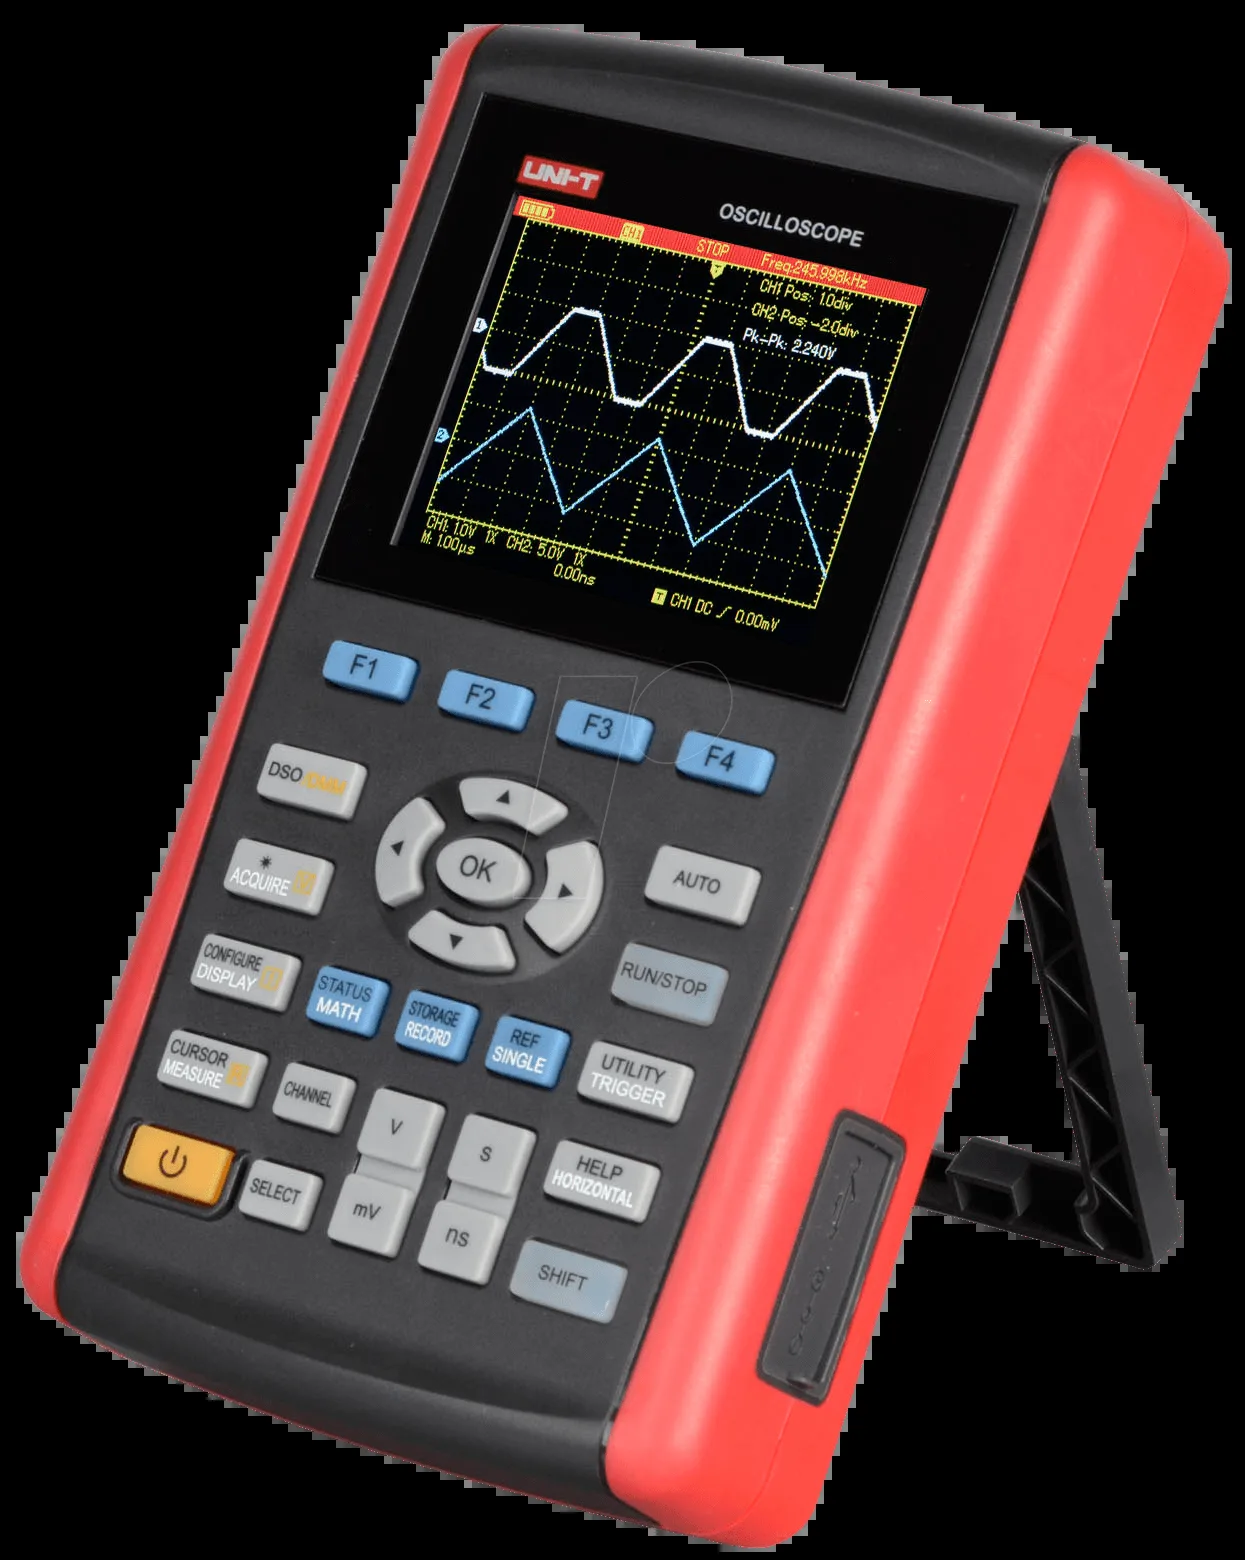 UNI-T
OSCILLOSCOPE
CH1 STOP Freq:245.998kHz
CH1 Pos: 1.0div
CH2 Pos: -2.0div
Pk-Pk: 2.240V
1
2
CH1: 1.0V 1X CH2: 5.0V 1X
M: 1.00µs 0.00ns
T CH1 DC 0.00mV
F1 F2 F3 F4
DSO
OK
AUTO
ACQUIRE
RUN/STOP
CONFIGURE
DISPLAY
STATUS
MATH
STORAGE
RECORD
REF
SINGLE
UTILITY
TRIGGER
CURSOR
MEASURE
CHANNEL
V
s
HELP
HORIZONTAL
SELECT
mV
ns
SHIFT